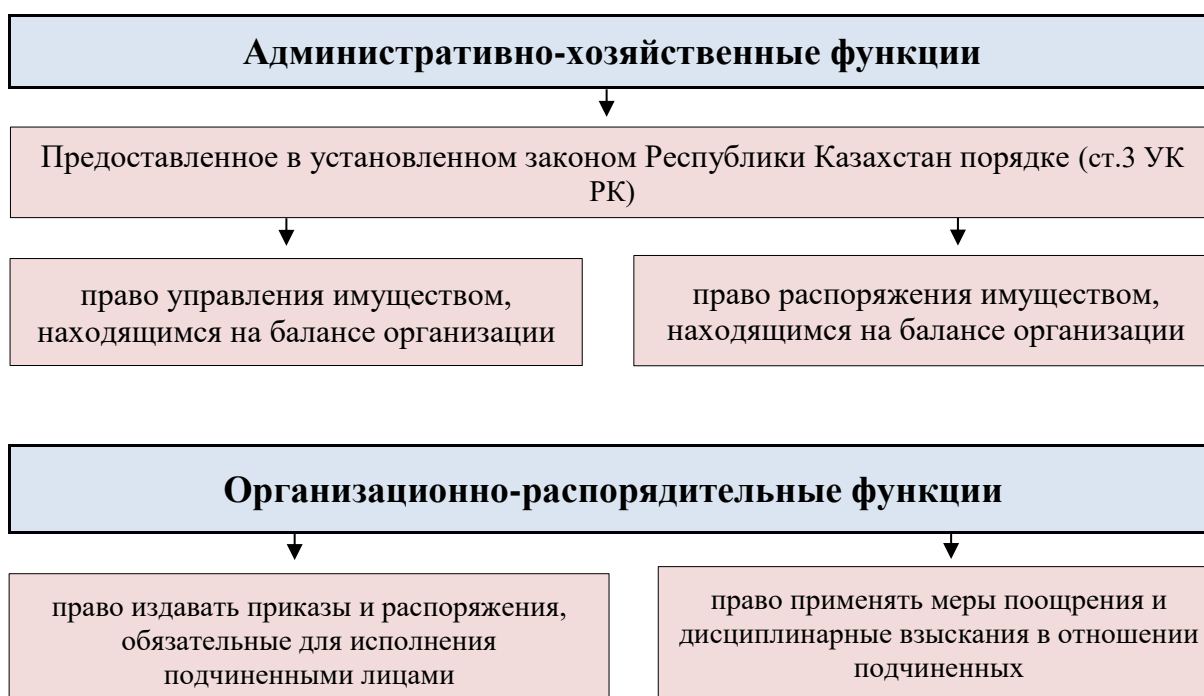 Административно-хозяйственные функции
Предоставленное в установленном законом Республики Казахстан порядке (ст.3 УК
РК)
право управления имуществом,
находящимся на балансе организации
право распоряжения имуществом,
находящимся на балансе организации
Организационно-распорядительные функции
право издавать приказы и распоряжения,
обязательные для исполнения
подчиненными лицами
право применять меры поощрения и
дисциплинарные взыскания в отношении
подчиненных